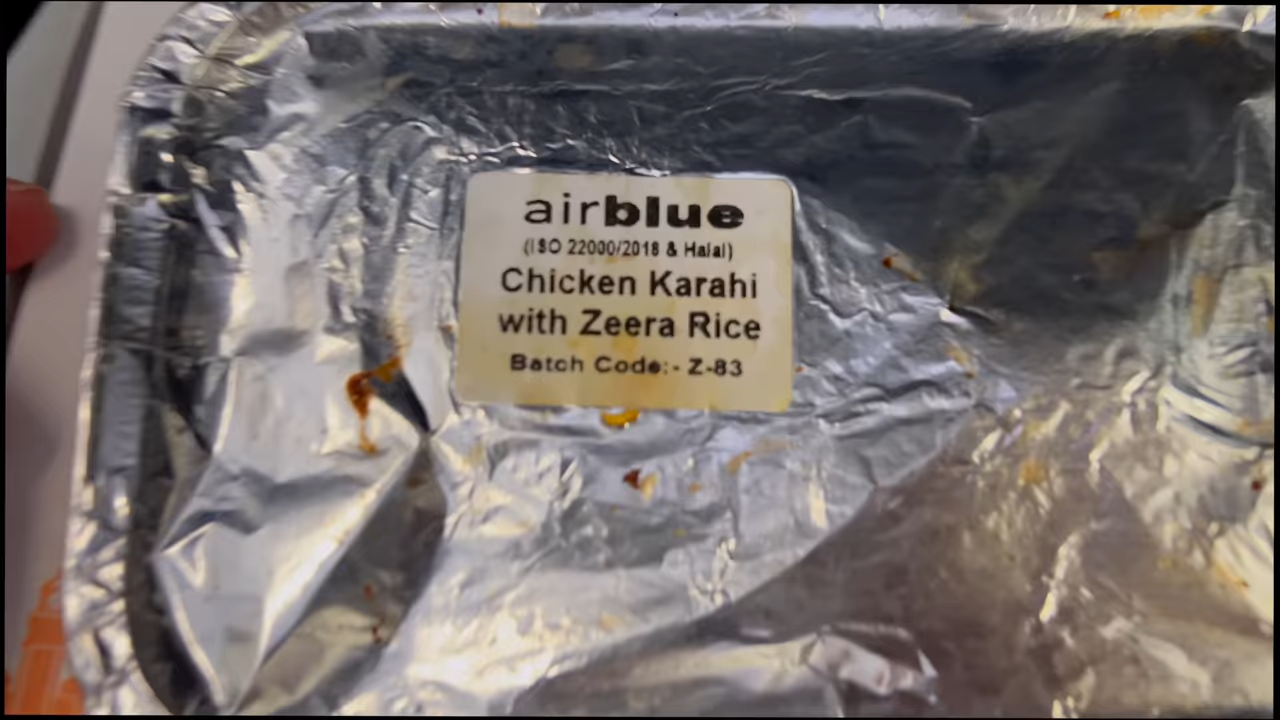 airblue
(ISO 22000/2018 & Halal)
Chicken Karahi
with Zeera Rice
Batch Code:- Z-83